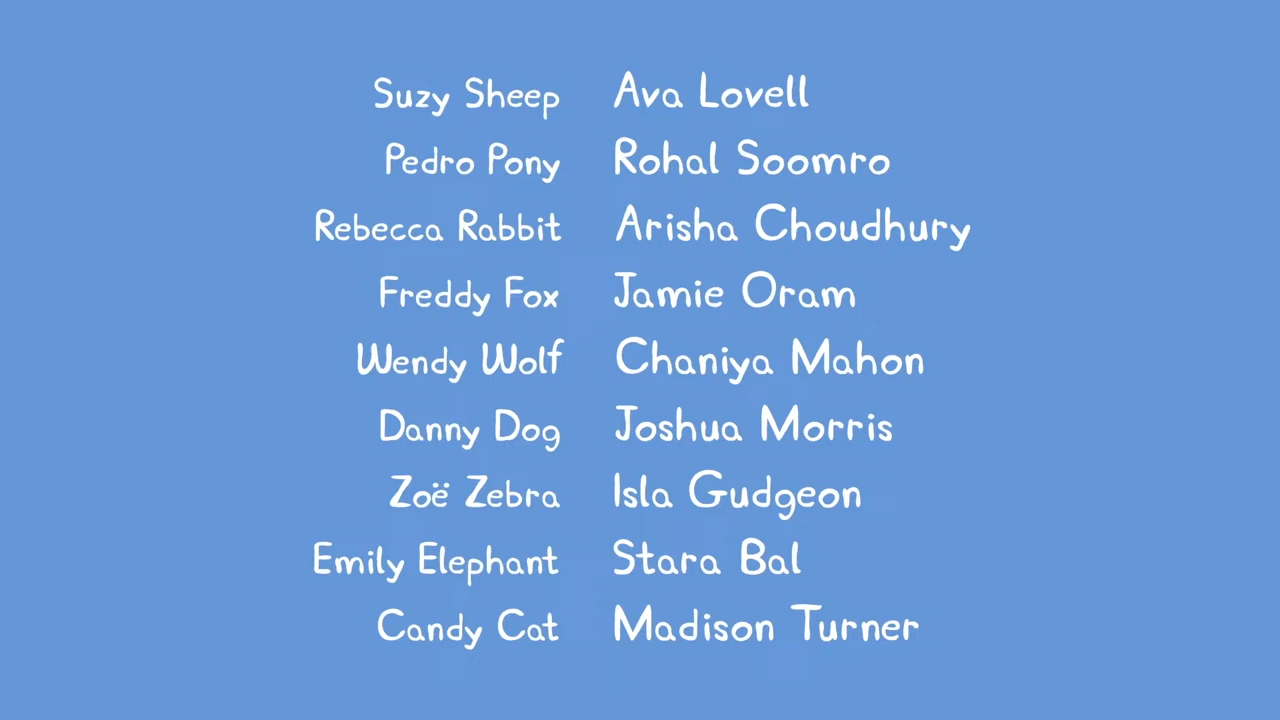 Suzy Sheep Ava Lovell
Pedro Pony Rohal Soomro
Rebecca Rabbit Arisha Choudhury
Freddy Fox Jamie Oram
Wendy Wolf Chaniya Mahon
Danny Dog Joshua Morris
Zoë Zebra Isla Gudgeon
Emily Elephant Stara Bal
Candy Cat Madison Turner